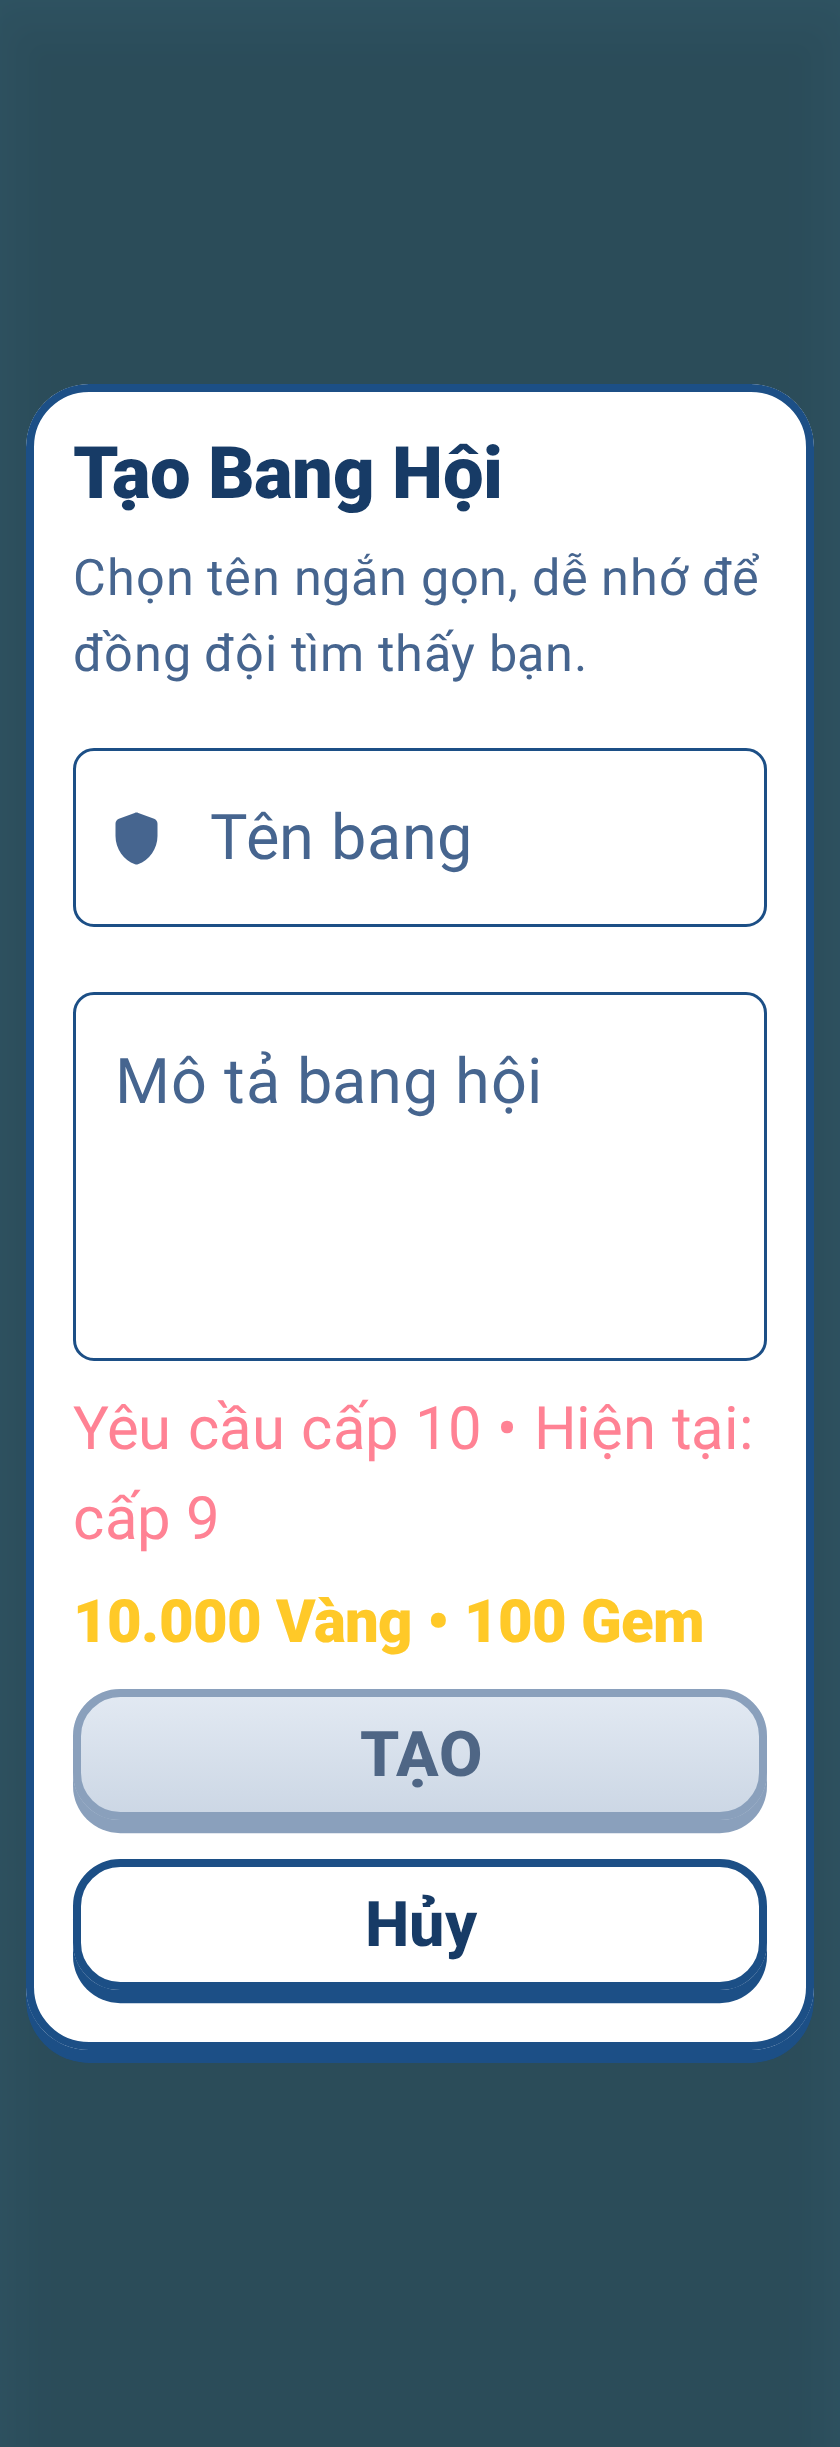 Tạo Bang Hội
Chọn tên ngắn gọn, dễ nhớ để
đồng đội tìm thấy bạn.
Tên bang
Mô tả bang hội
Yêu cầu cấp 10 • Hiện tại:
cấp 9
10.000 Vàng • 100 Gem
TẠO
Hủy